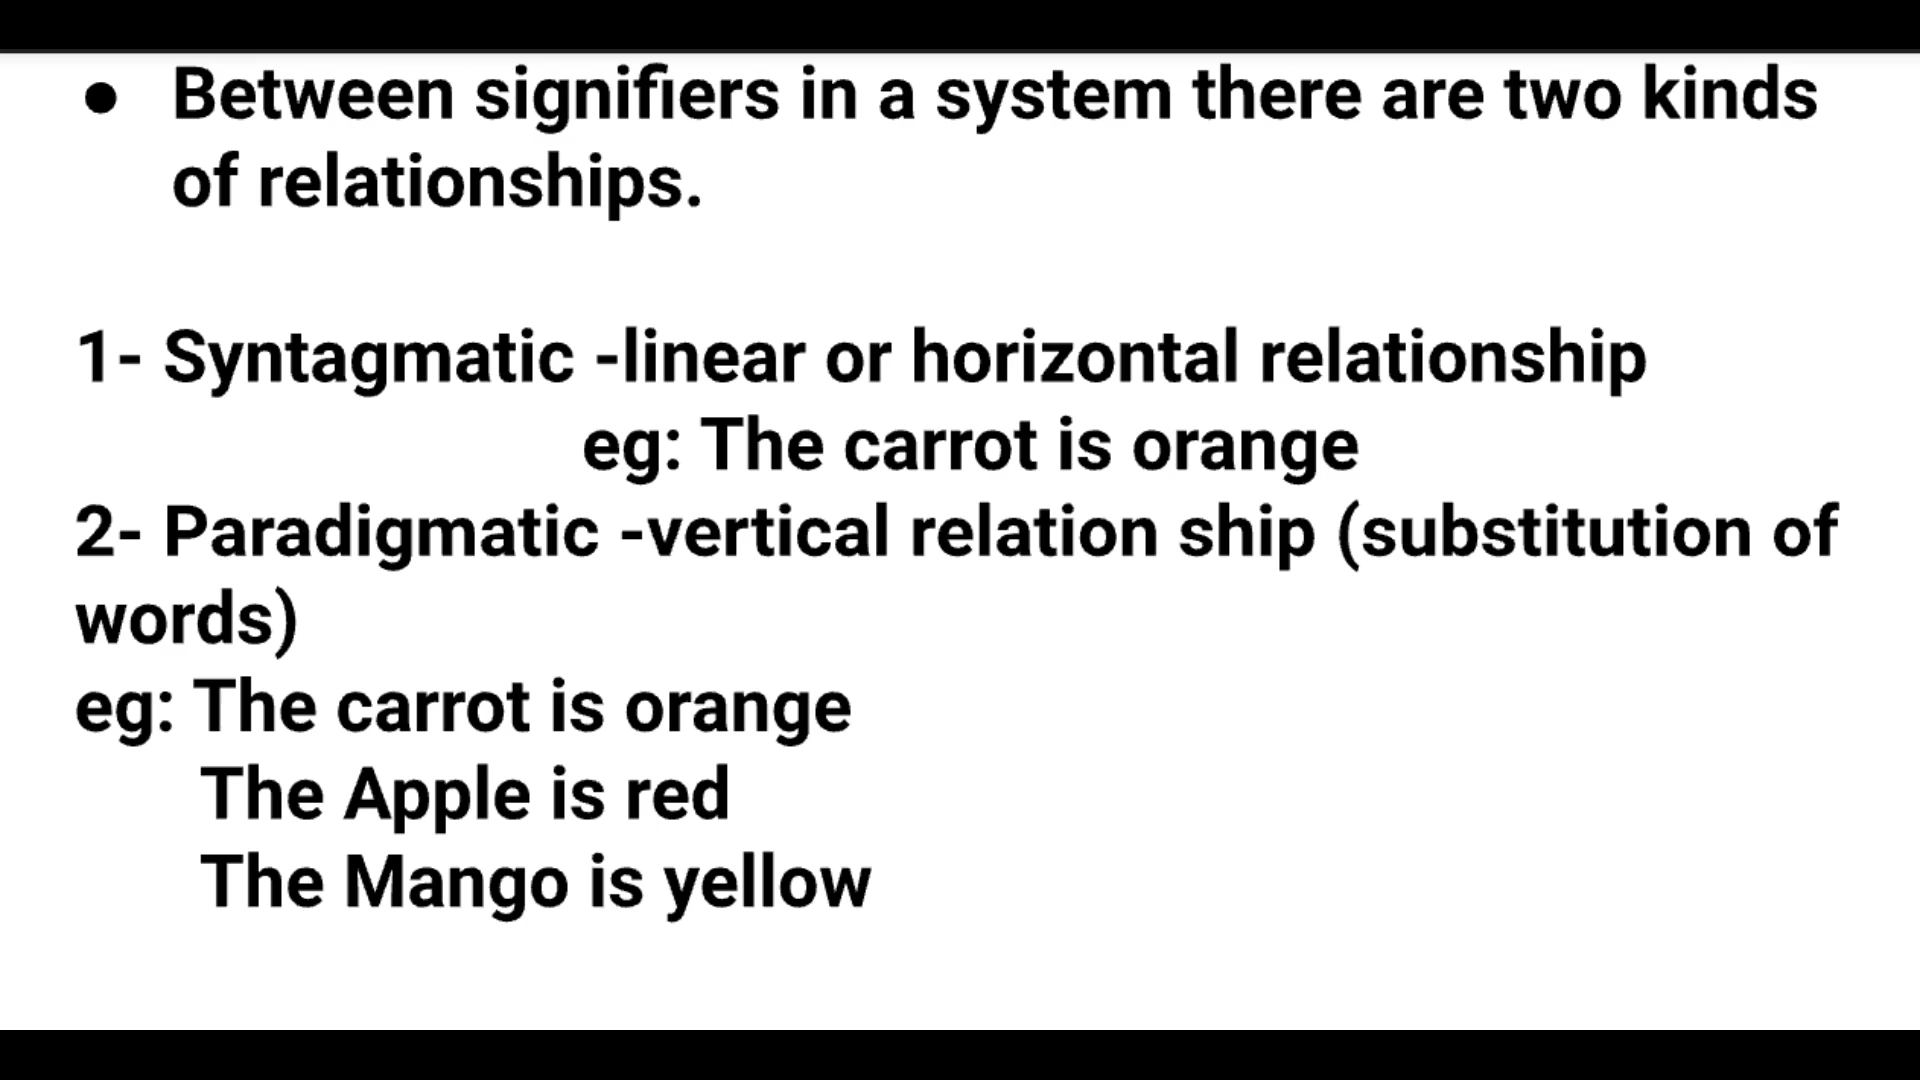 ● Between signifiers in a system there are two kinds
of relationships.
1- Syntagmatic -linear or horizontal relationship
eg: The carrot is orange
2- Paradigmatic -vertical relation ship (substitution of
words)
eg: The carrot is orange
The Apple is red
The Mango is yellow